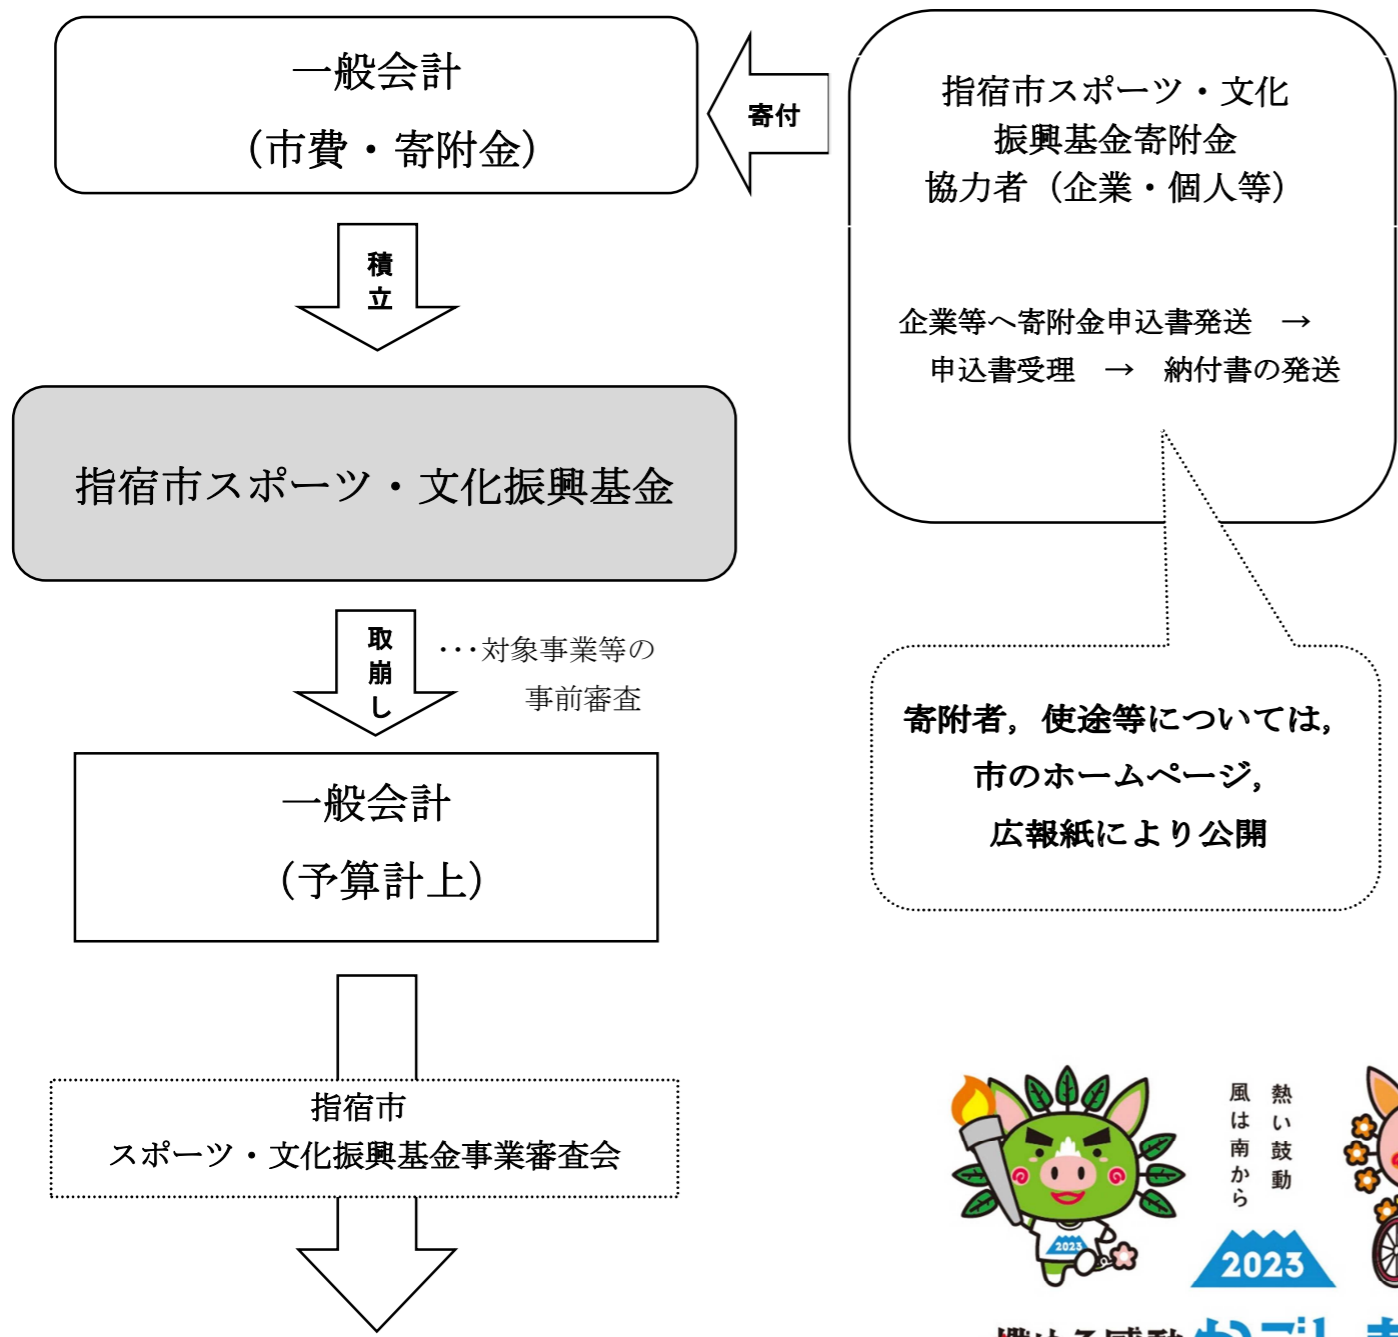 一般会計
（市費・寄附金）
寄付
指宿市スポーツ・文化
振興基金寄附金
協力者（企業・個人等）
企業等へ寄附金申込書発送　→
申込書受理　→　納付書の発送
積立
指宿市スポーツ・文化振興基金
取崩し
･･･対象事業等の
事前審査
寄附者，使途等については，
市のホームページ，
広報紙により公開
一般会計
（予算計上）
指宿市
スポーツ・文化振興基金事業審査会
熱い鼓動
風は南から
2023
2023